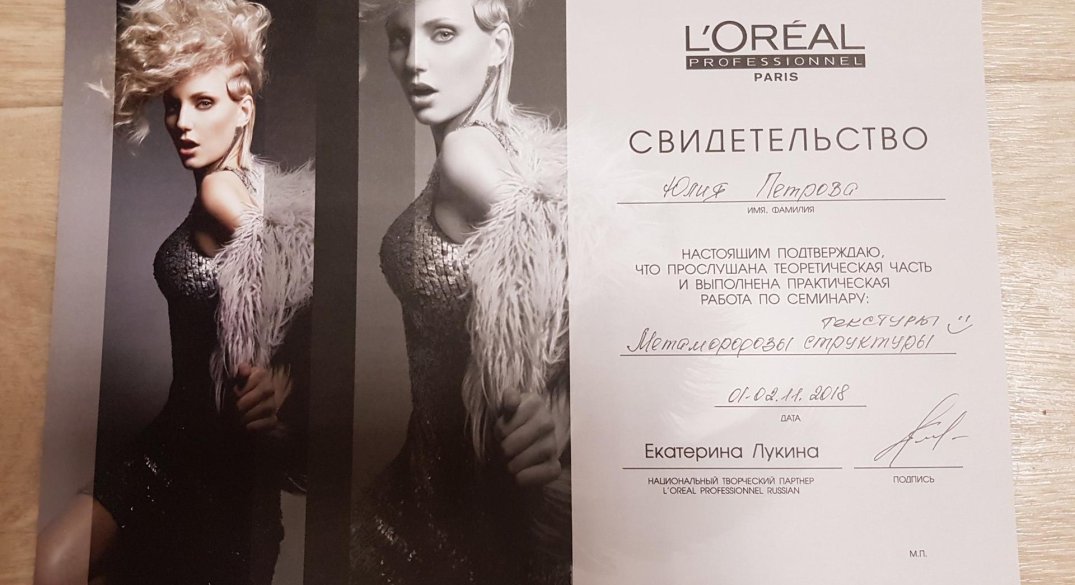 L'ORÉAL
PROFESSIONNEL
PARIS
СВИДЕТЕЛЬСТВО
Юлия Петрова
ИМЯ, ФАМИЛИЯ
НАСТОЯЩИМ ПОДТВЕРЖДАЮ,
ЧТО ПРОСЛУШАНА ТЕОРЕТИЧЕСКАЯ ЧАСТЬ
И ВЫПОЛНЕНА ПРАКТИЧЕСКАЯ
РАБОТА ПО СЕМИНАРУ:
текстуры
Метаморфозы структуры
01-02.11.2018
ДАТА
Екатерина Лукина
НАЦИОНАЛЬНЫЙ ТВОРЧЕСКИЙ ПАРТНЕР
L'OREAL PROFESSIONNEL RUSSIAN
ПОДПИСЬ
М.П.